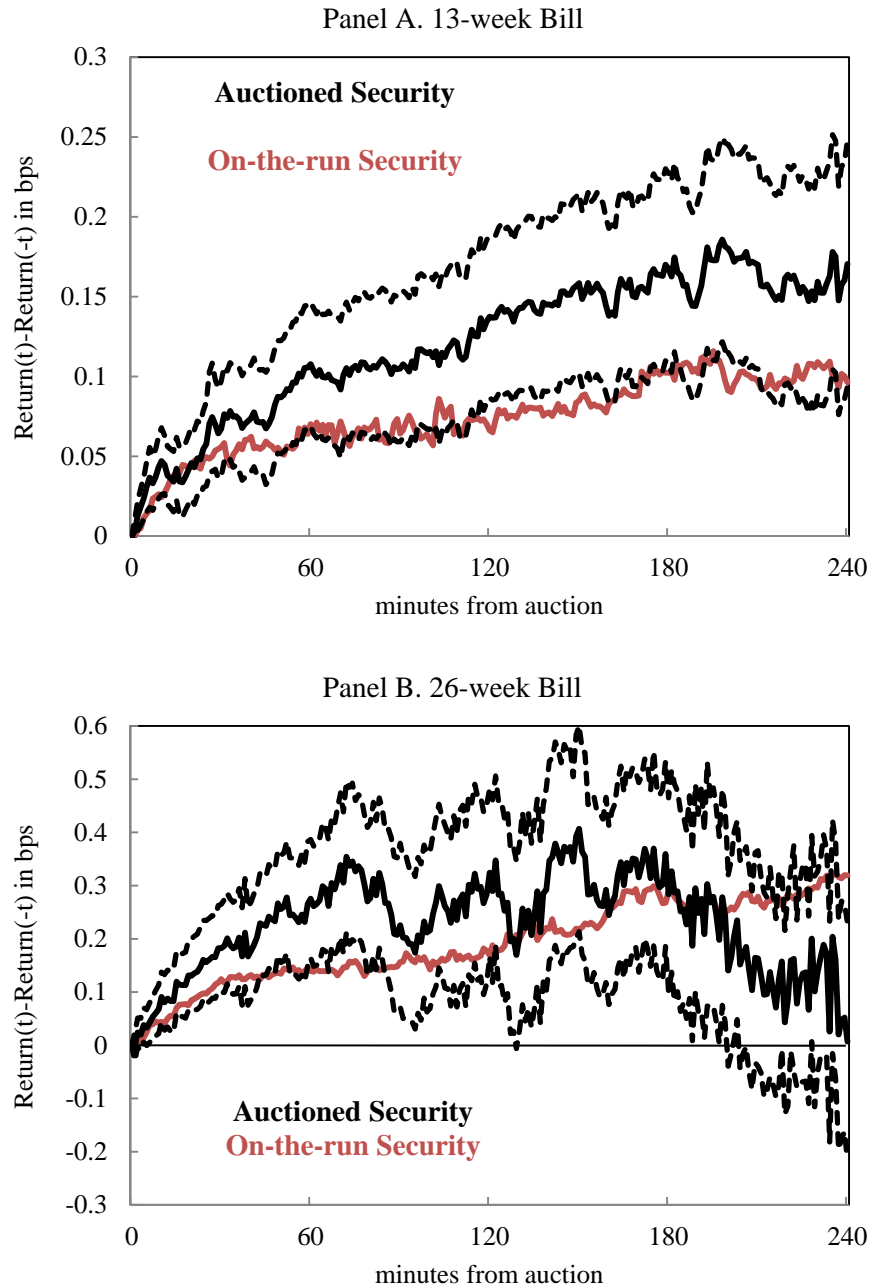 Panel A. 13-week Bill
0.3
Auctioned Security
0.25
On-the-run Security
0.2
0.15
0.1
0.05
0
Return(t)-Return(-t) in bps
0 60 120 180 240
minutes from auction
Panel B. 26-week Bill
0.6
0.5
0.4
0.3
0.2
0.1
0
-0.1
-0.2
-0.3
Return(t)-Return(-t) in bps
Auctioned Security
On-the-run Security
0 60 120 180 240
minutes from auction